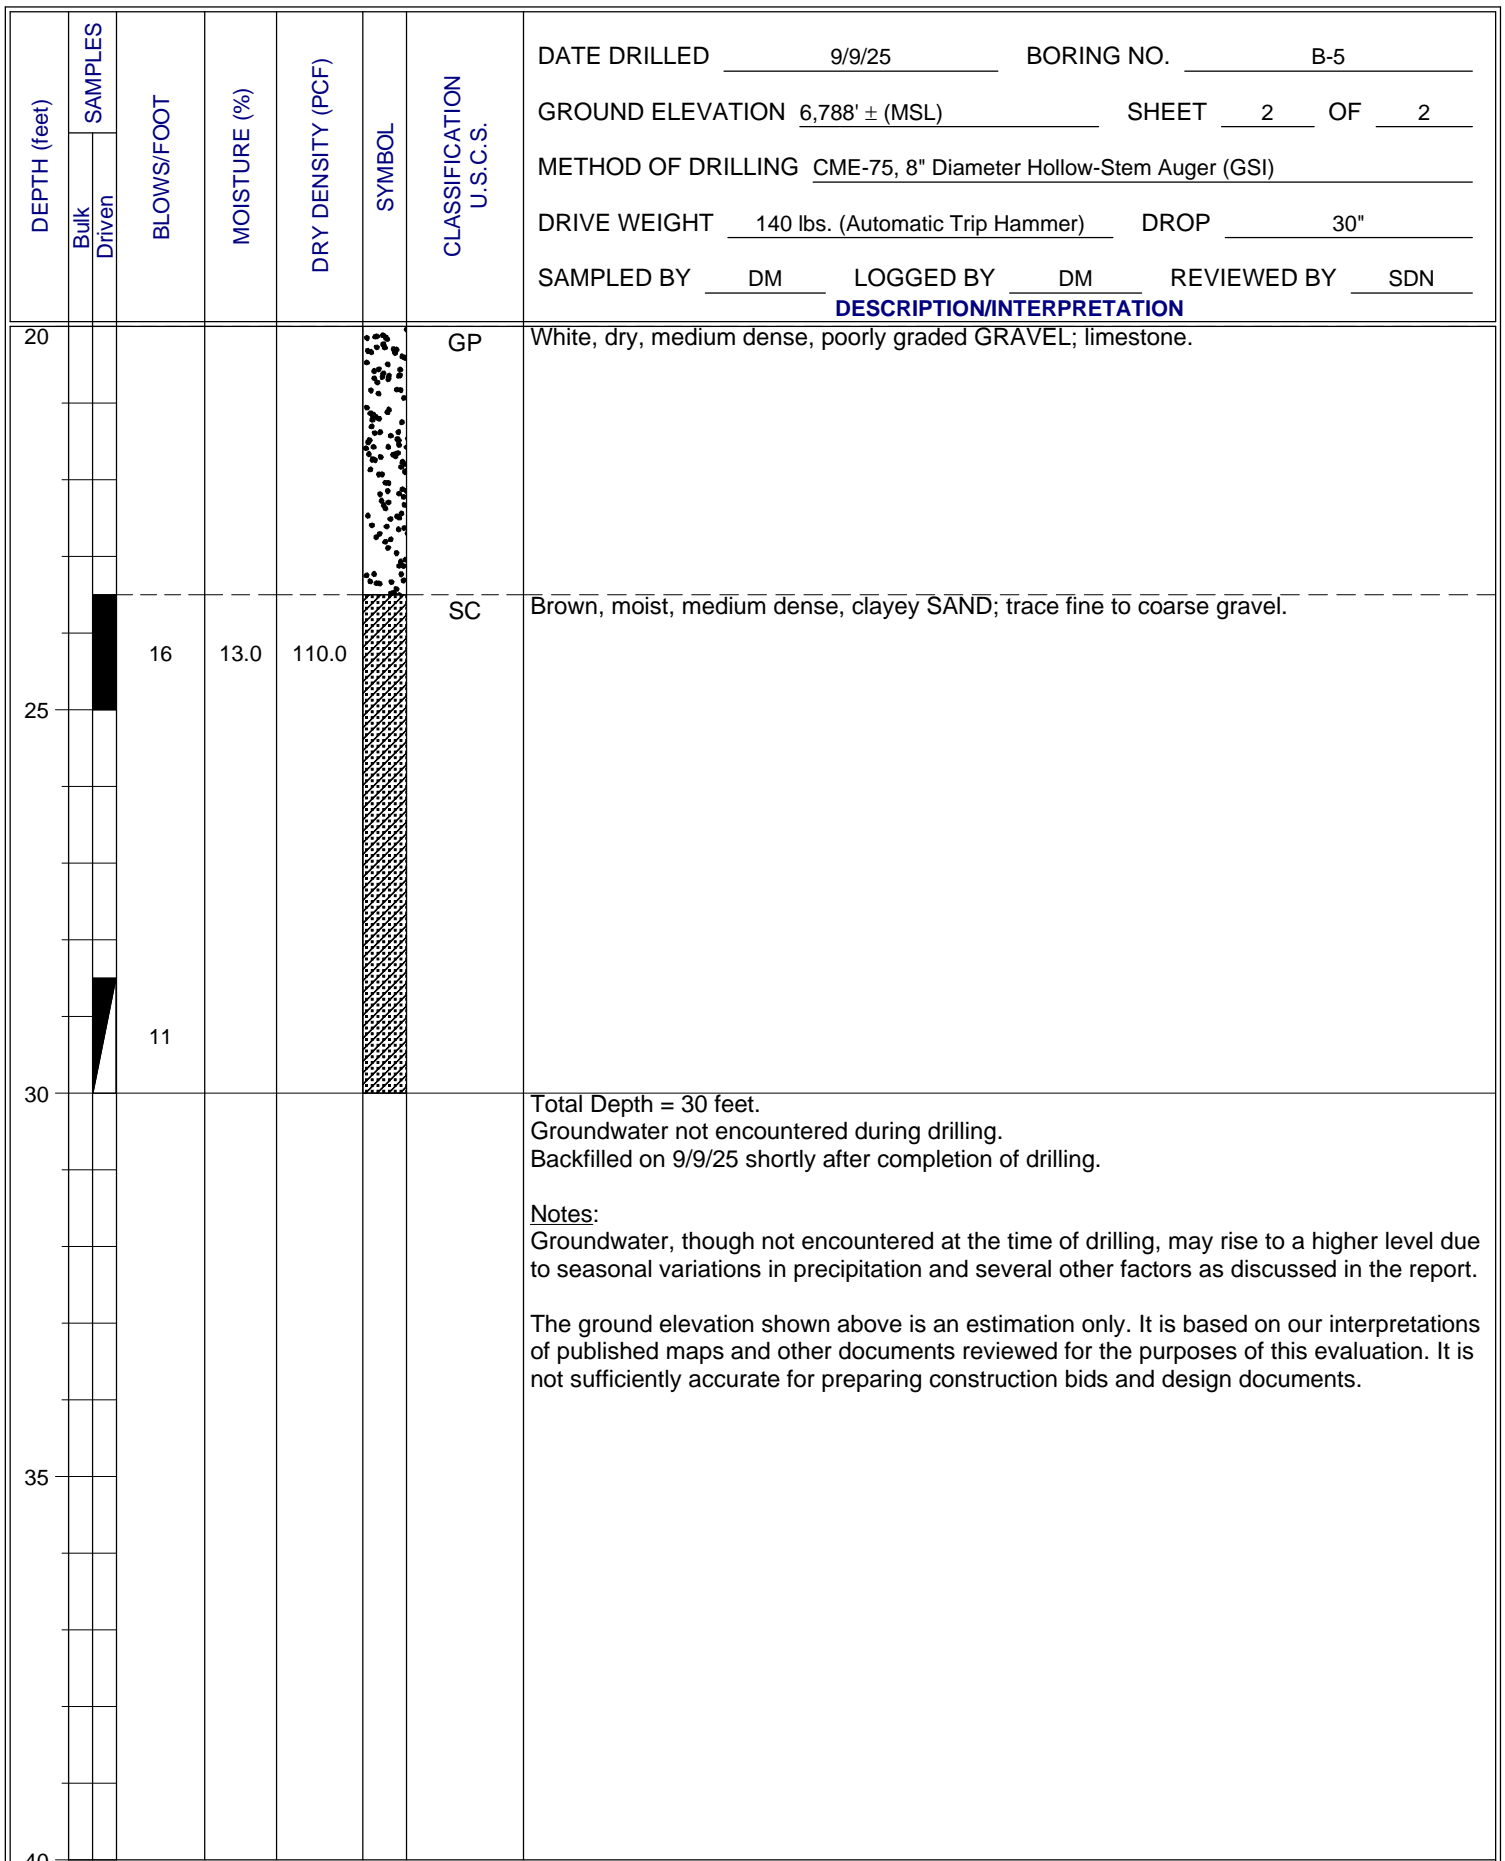 DEPTH (feet)
SAMPLES
Bulk
Driven
BLOWS/FOOT
MOISTURE (%)
DRY DENSITY (PCF)
SYMBOL
CLASSIFICATION
U.S.C.S.
DATE DRILLED 9/9/25 BORING NO. B-5
GROUND ELEVATION 6,788' ± (MSL) SHEET 2 OF 2
METHOD OF DRILLING CME-75, 8" Diameter Hollow-Stem Auger (GSI)
DRIVE WEIGHT 140 lbs. (Automatic Trip Hammer) DROP 30"
SAMPLED BY DM LOGGED BY DM REVIEWED BY SDN
DESCRIPTION/INTERPRETATION
20 GP White, dry, medium dense, poorly graded GRAVEL; limestone.
SC Brown, moist, medium dense, clayey SAND; trace fine to coarse gravel.
16 13.0 110.0
25
11
30
Total Depth = 30 feet.
Groundwater not encountered during drilling.
Backfilled on 9/9/25 shortly after completion of drilling.
Notes:
Groundwater, though not encountered at the time of drilling, may rise to a higher level due
to seasonal variations in precipitation and several other factors as discussed in the report.
The ground elevation shown above is an estimation only. It is based on our interpretations
of published maps and other documents reviewed for the purposes of this evaluation. It is
not sufficiently accurate for preparing construction bids and design documents.
35
40